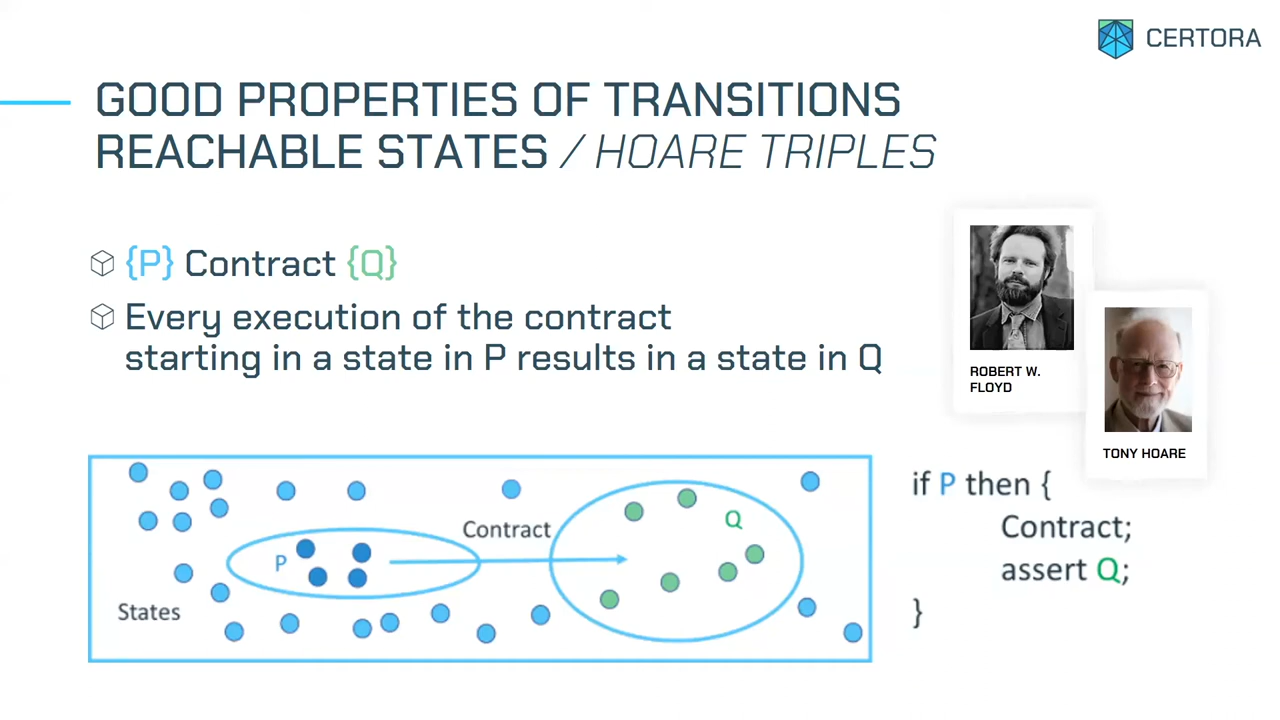 CERTORA
GOOD PROPERTIES OF TRANSITIONS
REACHABLE STATES / HOARE TRIPLES
{P} Contract {Q}
Every execution of the contract
starting in a state in P results in a state in Q
ROBERT W.
FLOYD
TONY HOARE
P
Contract
Q
States
if P then {
Contract;
assert Q;
}